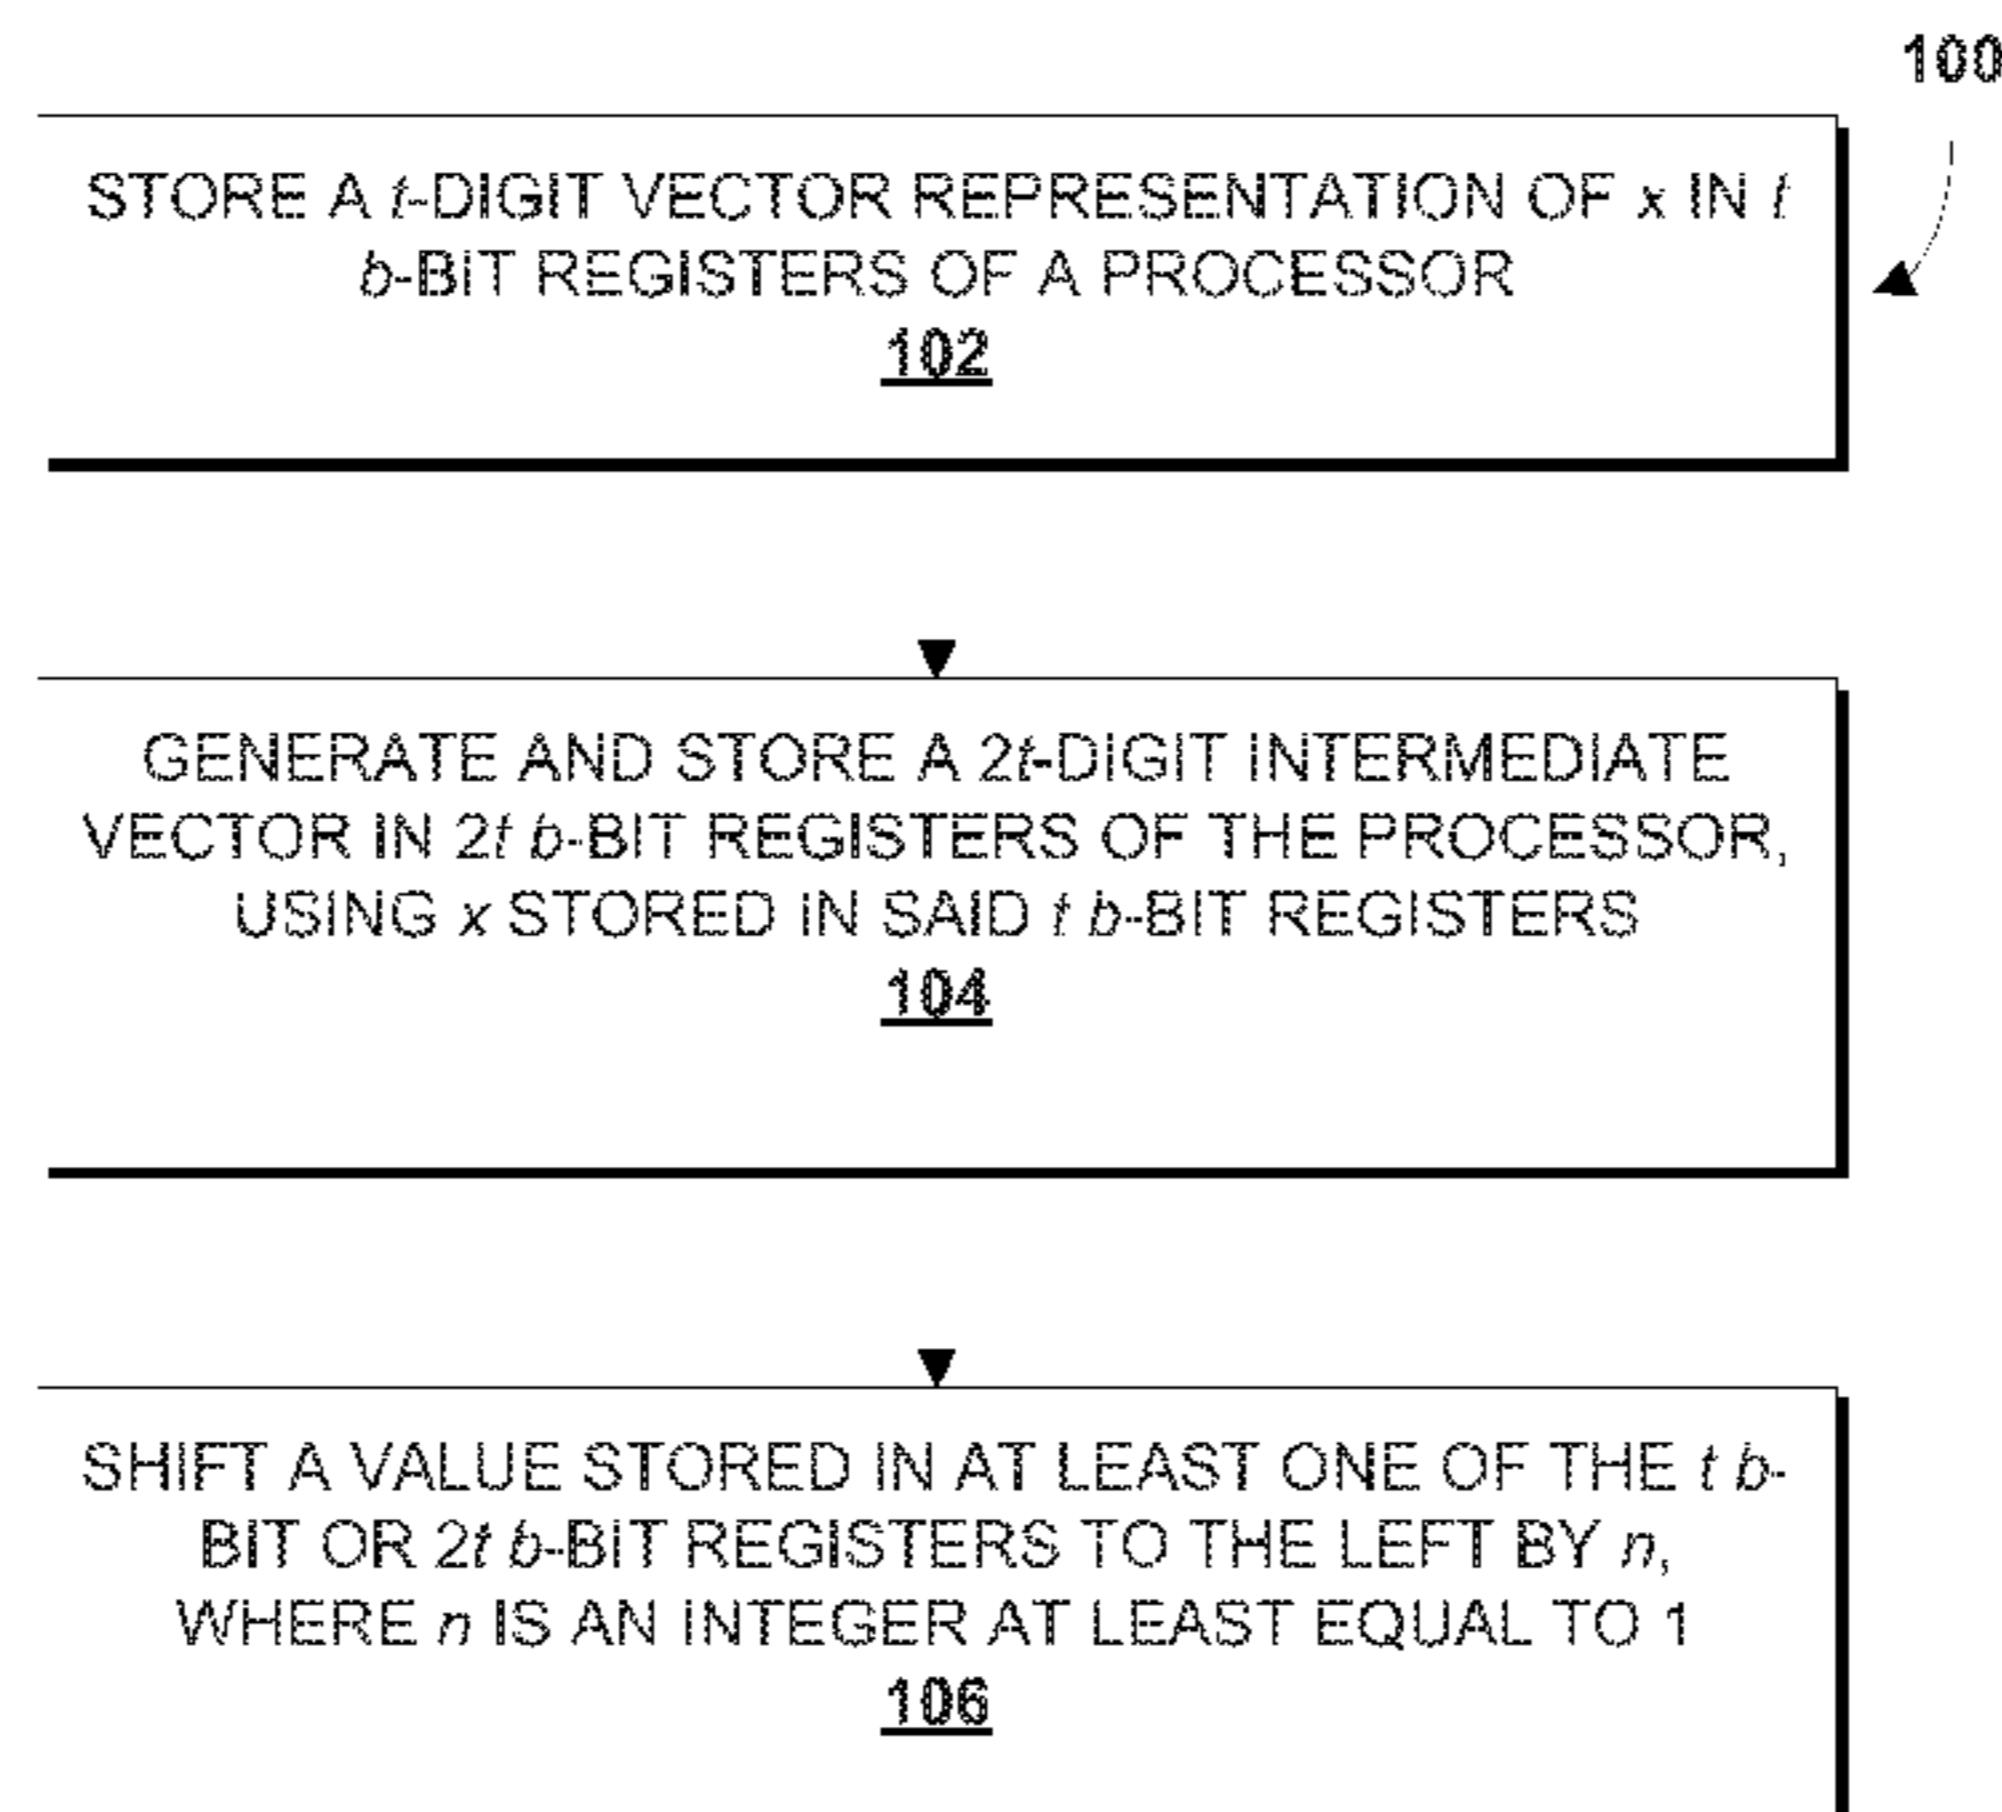 100
STORE A t-DIGIT VECTOR REPRESENTATION OF x IN t
b-BIT REGISTERS OF A PROCESSOR
102
GENERATE AND STORE A 2t-DIGIT INTERMEDIATE
VECTOR IN 2t b-BIT REGISTERS OF THE PROCESSOR,
USING x STORED IN SAID t b-BIT REGISTERS
104
SHIFT A VALUE STORED IN AT LEAST ONE OF THE t b-
BIT OR 2t b-BIT REGISTERS TO THE LEFT BY n,
WHERE n IS AN INTEGER AT LEAST EQUAL TO 1
106